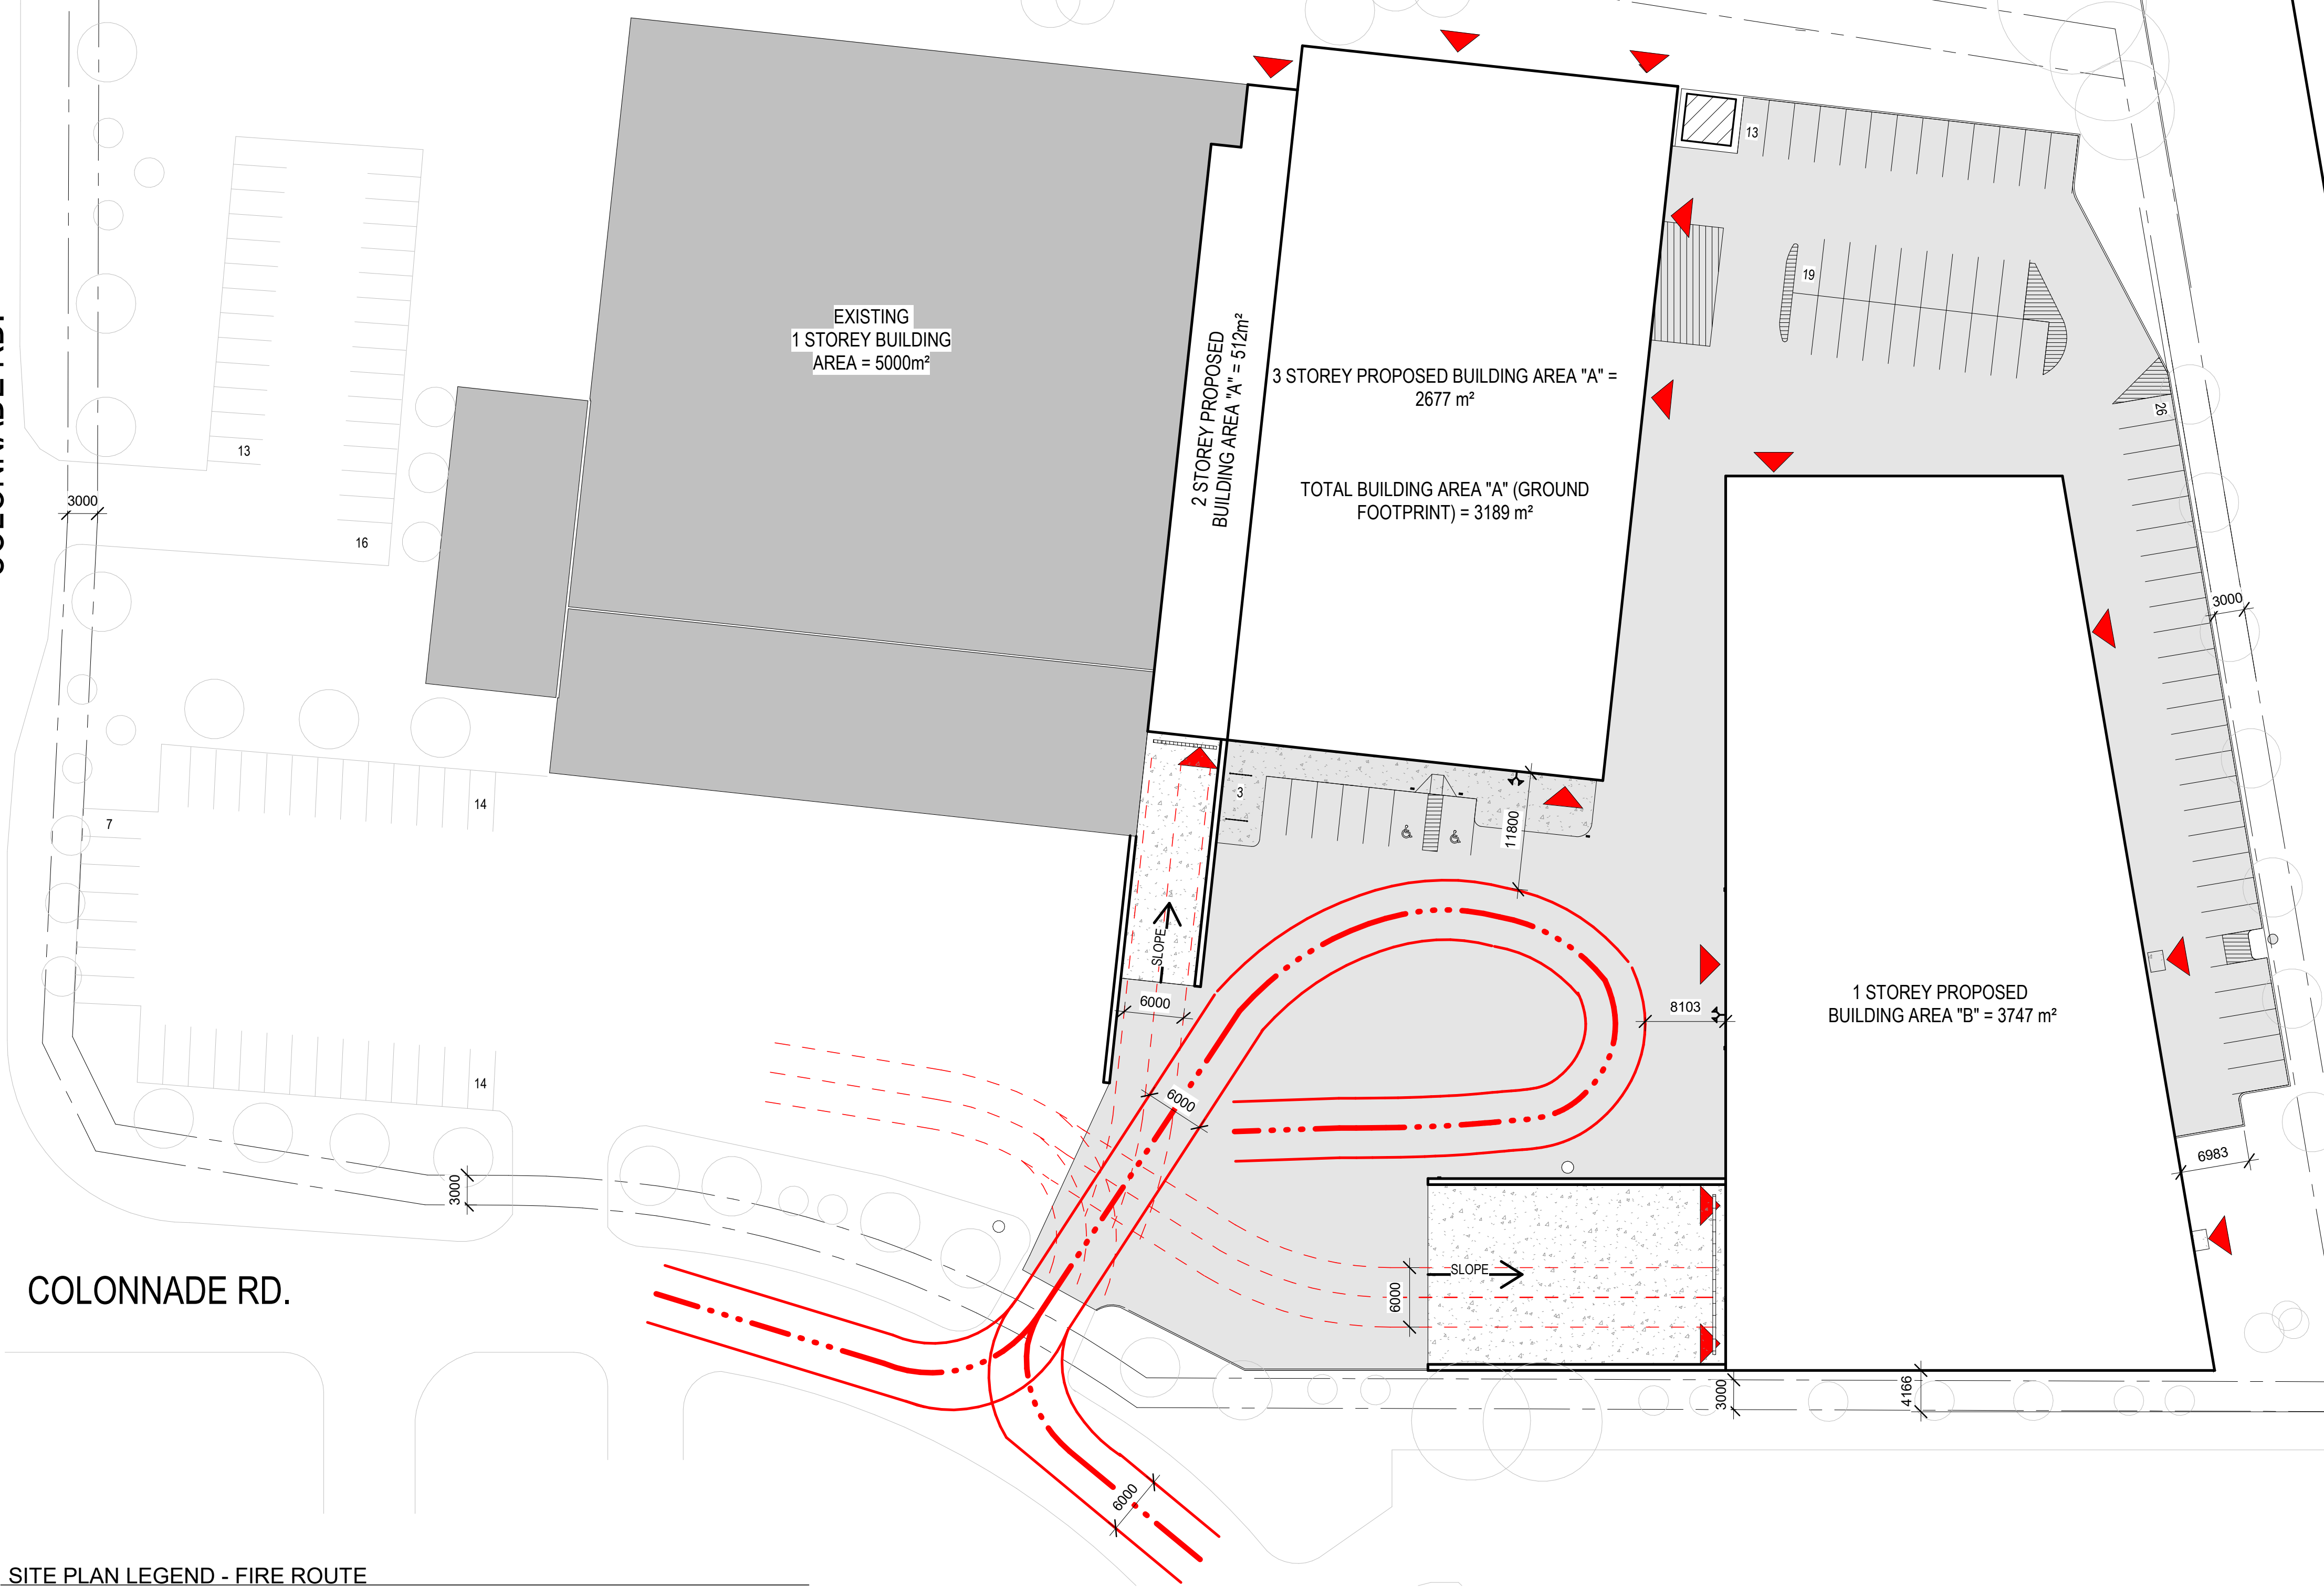 13
19
EXISTING
1 STOREY BUILDING
AREA = 5000m²
2 STOREY PROPOSED
BUILDING AREA "A" = 512m²
3 STOREY PROPOSED BUILDING AREA "A" =
2677 m²
TOTAL BUILDING AREA "A" (GROUND
FOOTPRINT) = 3189 m²
26
13
3000
16
3000
14
7
3
11800
SLOPE
6000
8103
1 STOREY PROPOSED
BUILDING AREA "B" = 3747 m²
14
6000
6983
3000
COLONNADE RD.
SLOPE
6000
3000
4166
6000
SITE PLAN LEGEND - FIRE ROUTE